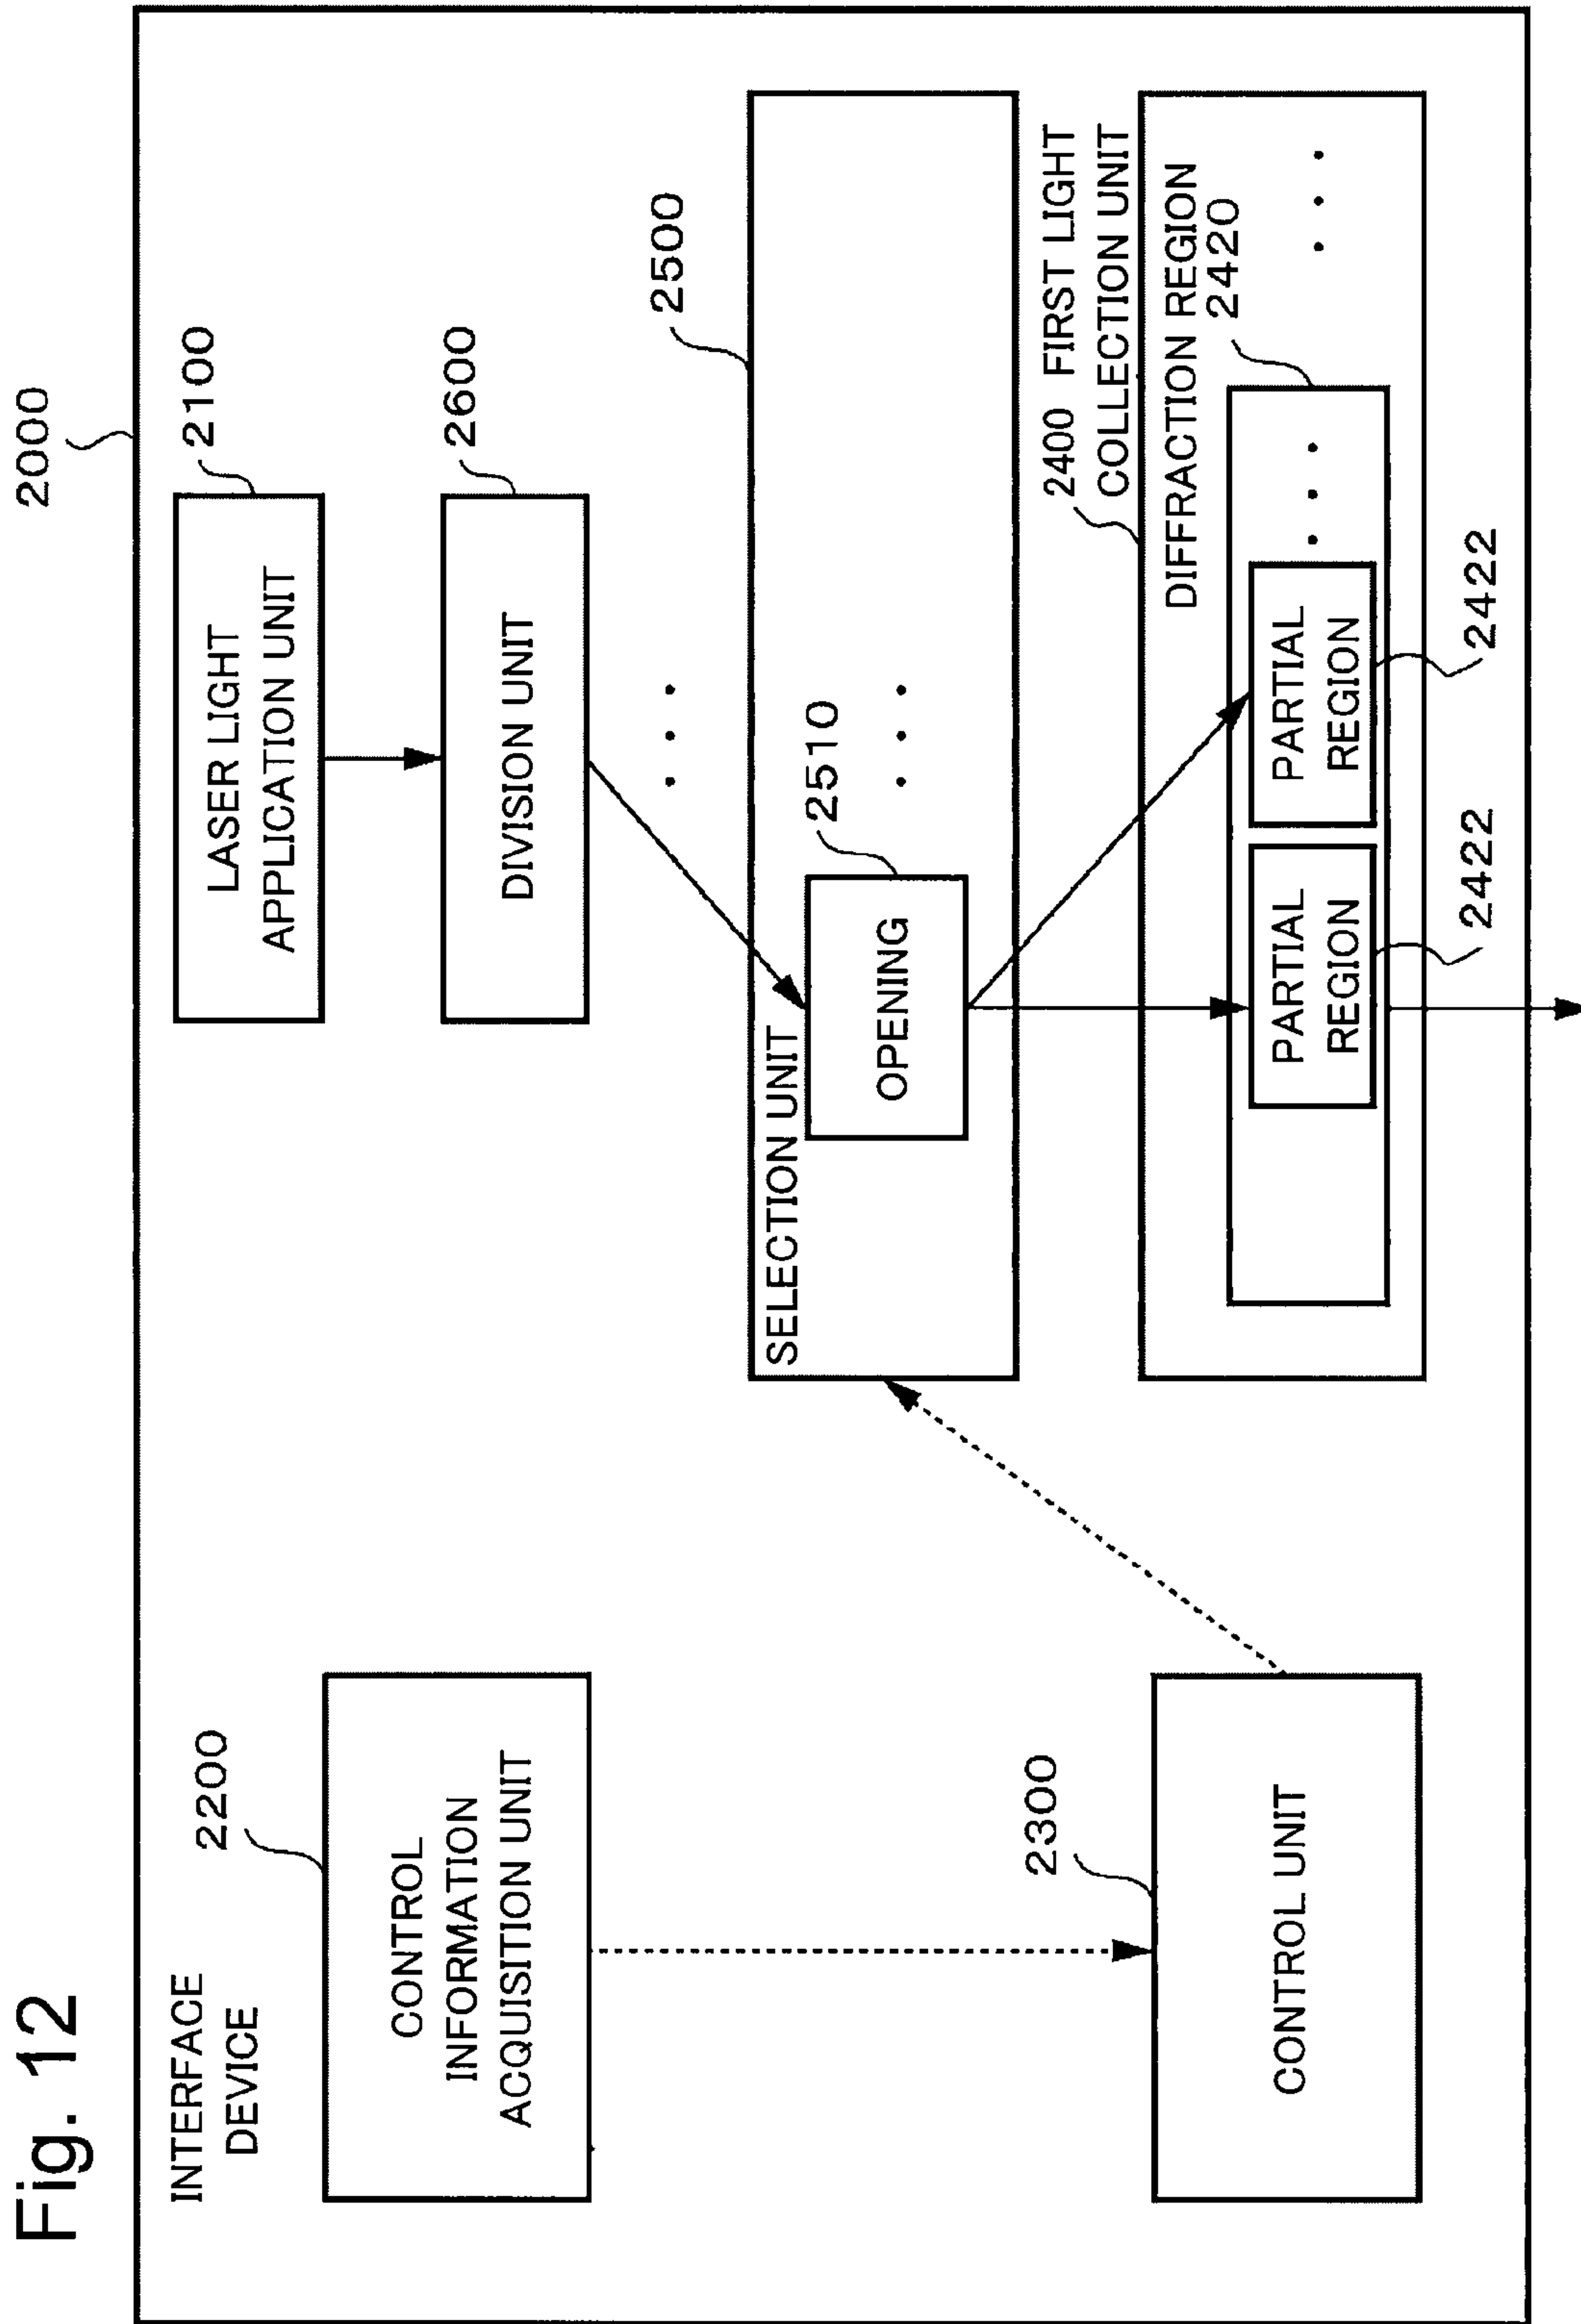 Fig. 12
2000
INTERFACE
DEVICE
2200
CONTROL
INFORMATION
ACQUISITION UNIT
2100
LASER LIGHT
APPLICATION UNIT
2600
DIVISION UNIT
. . .
2500
SELECTION UNIT
2510
OPENING
. . .
2300
CONTROL UNIT
2400 FIRST LIGHT
COLLECTION UNIT
DIFFRACTION REGION
2420
PARTIAL
REGION
PARTIAL
REGION
. . .
. . .
2422
2422